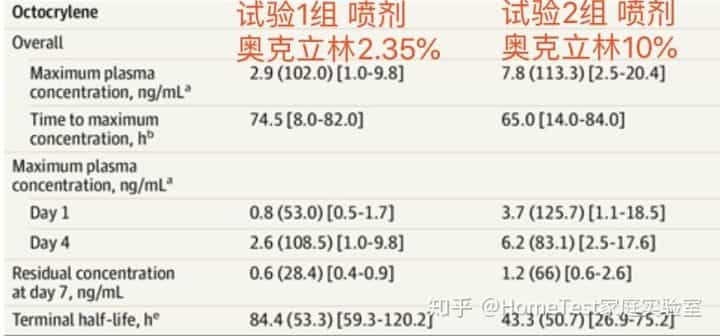 Octocrylene 试验1组 喷剂 试验2组 喷剂
Overall 奥克立林2.35% 奥克立林10%
Maximum plasma 2.9 (102.0) [1.0-9.8] 7.8 (113.3) [2.5-20.4]
concentration, ng/mLᵃ
Time to maximum 74.5 [8.0-82.0] 65.0 [14.0-84.0]
concentration, hᵇ
Maximum plasma
concentration, ng/mLᵃ
Day 1 0.8 (53.0) [0.5-1.7] 3.7 (125.7) [1.1-18.5]
Day 4 2.6 (108.5) [1.0-9.8] 6.2 (83.1) [2.5-17.6]
Residual concentration 0.6 (28.4) [0.4-0.9] 1.2 (66) [0.6-2.6]
at day 7, ng/mL
Terminal half-life, hᵉ 84.4 (53.3) [59.3-120.2] 43.3 (50.7) [26.9-75.2]
知乎 @HomeTest家庭实验室